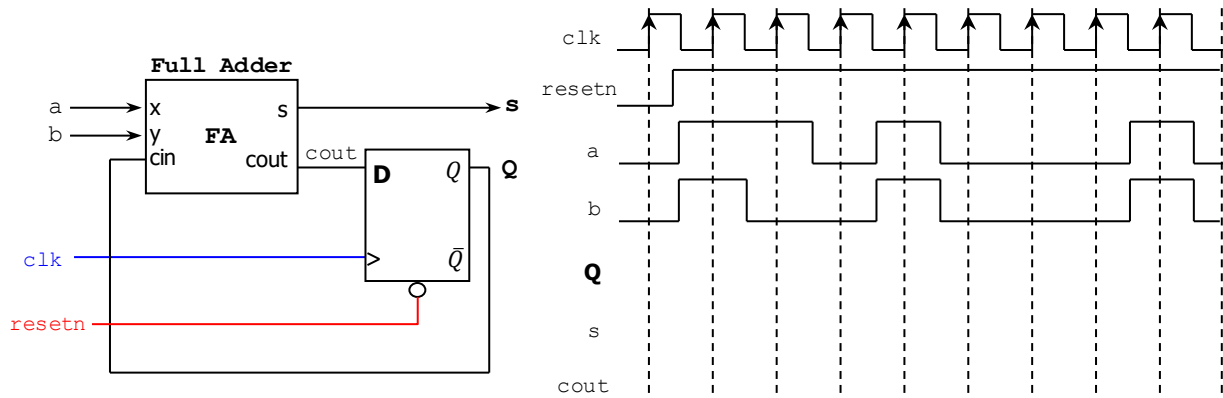 Full Adder
a
b
x
y
cin
FA
s
cout
s
cout
D
Q
Q
Q̄
clk
>
resetn
clk
resetn
a
b
Q
s
cout